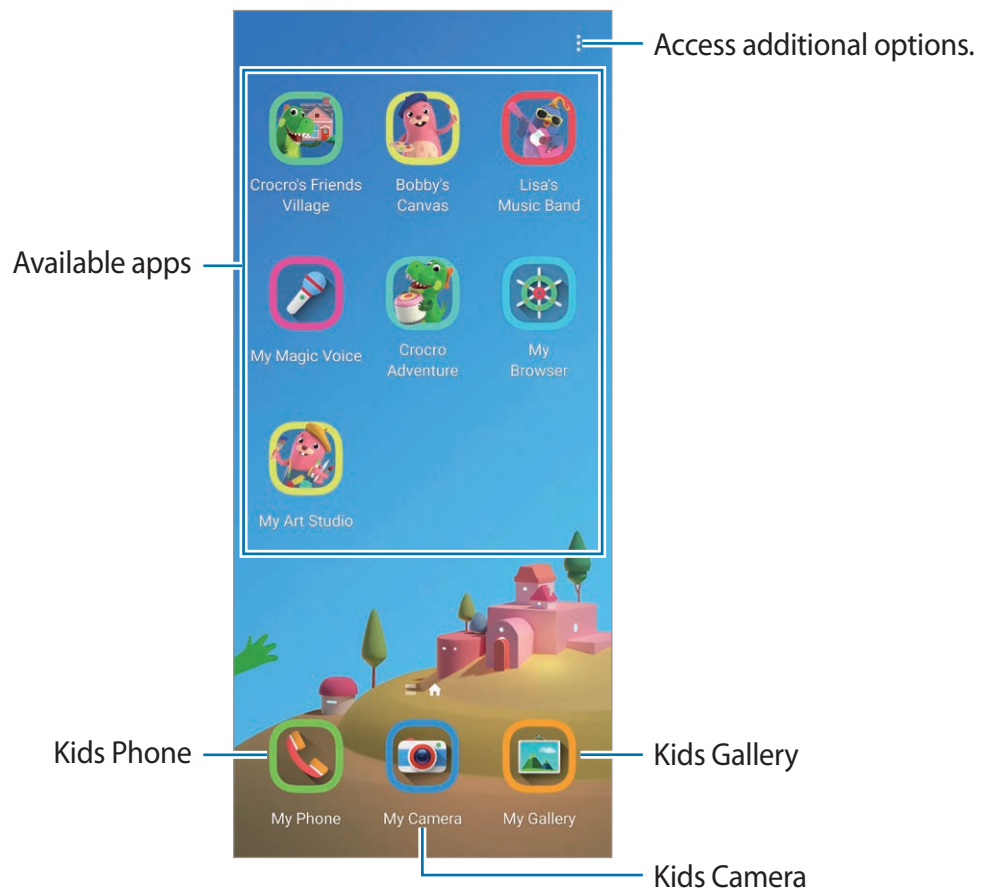 Access additional options.
Crocro's Friends
Village
Bobby's
Canvas
Lisa's
Music Band
Available apps
My Magic Voice
Crocro
Adventure
My
Browser
My Art Studio
Kids Phone
Kids Gallery
My Phone
My Camera
My Gallery
Kids Camera